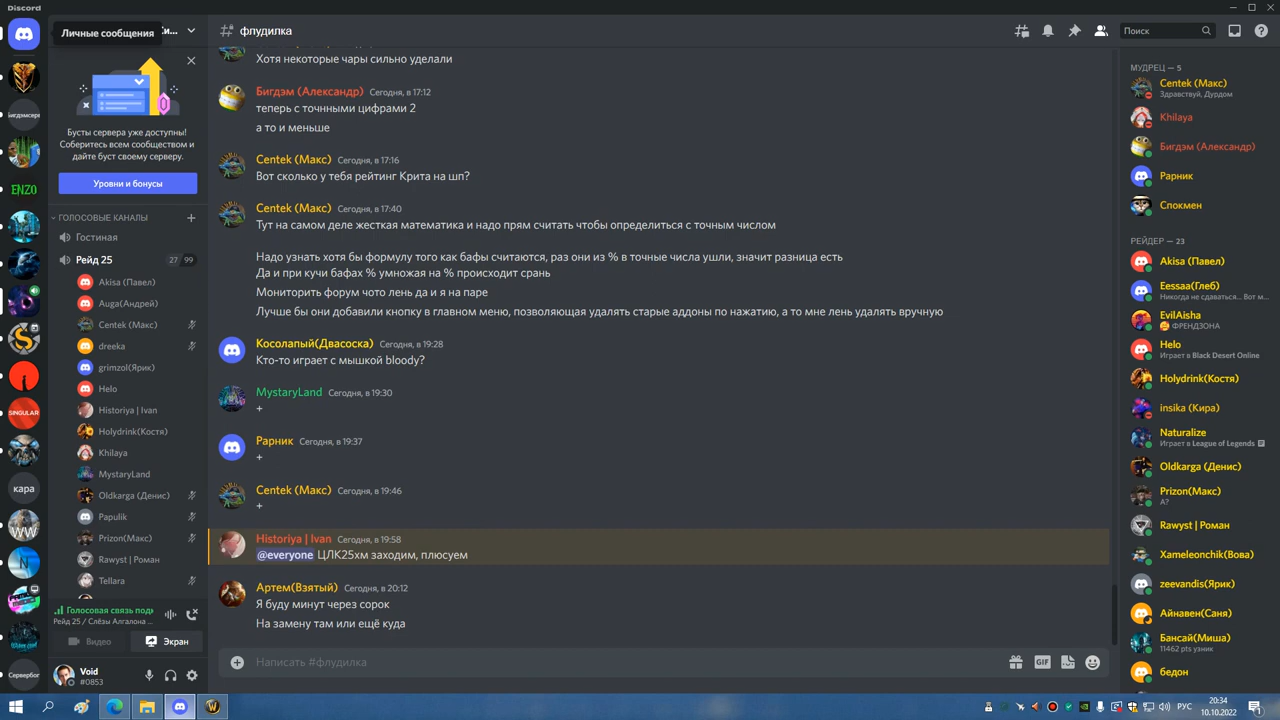 Discord
Личные сообщения
Бусты сервера уже доступны!
Соберитесь всем сообществом и
дайте буст своему серверу.
Уровни и бонусы
ГОЛОСОВЫЕ КАНАЛЫ
Гостиная
Рейд 25 27 99
Akisa (Павел)
Auga(Андрей)
Centek (Макс)
dreeka
grimzol(Ярик)
Helo
Historiya | Ivan
Holydrink(Костя)
Khilaya
MystaryLand
Oldkarga (Денис)
Papulik
Prizon(Макс)
Rawyst | Роман
Tellara
Голосовая связь подк
Рейд 25 / Слёзы Алгалона ...
Видео
Экран
Void
#0853
ENZO
SINGULAR
кара
WW
N
флудилка
Поиск
Хотя некоторые чары сильно уделали
Бигдэм (Александр) Сегодня, в 17:12
теперь с точнными цифрами 2
а то и меньше
Centek (Макс) Сегодня, в 17:16
Вот сколько у тебя рейтинг Крита на шп?
Centek (Макс) Сегодня, в 17:40
Тут на самом деле жесткая математика и надо прям считать чтобы определиться с точным числом
Надо узнать хотя бы формулу того как бафы считаются, раз они из % в точные числа ушли, значит разница есть
Да и при кучи бафах % умножая на % происходит срань
Мониторить форум чото лень да и я на паре
Лучше бы они добавили кнопку в главном меню, позволяющая удалять старые аддоны по нажатию, а то мне лень удалять вручную
Косолапый(Двасоска) Сегодня, в 19:28
Кто-то играет с мышкой bloody?
MystaryLand Сегодня, в 19:30
+
Рарник Сегодня, в 19:37
+
Centek (Макс) Сегодня, в 19:46
+
Historiya | Ivan Сегодня, в 19:58
@everyone ЦЛК25хм заходим, плюсуем
Артем(Взятый) Сегодня, в 20:12
Я буду минут через сорок
На замену там или ещё куда
Написать #флудилка
GIF
МУДРЕЦ — 5
Centek (Макс)
Здравствуй, Дурдом
Khilaya
Бигдэм (Александр)
Рарник
Спокмен
РЕЙДЕР — 23
Akisa (Павел)
Eessaa(Глеб)
Никогда не сдаваться... Вот м...
EvilAisha
ФРЕНДЗОНА
Helo
Играет в Black Desert Online
Holydrink(Костя)
insika (Кира)
Naturalize
Играет в League of Legends
Oldkarga (Денис)
Prizon(Макс)
А?
Rawyst | Роман
Xameleonchik(Вова)
zeevandis(Ярик)
Айнавен(Саня)
Бансай(Миша)
11462 pts узник
бедон
РУС
20:34
10.10.2022
1